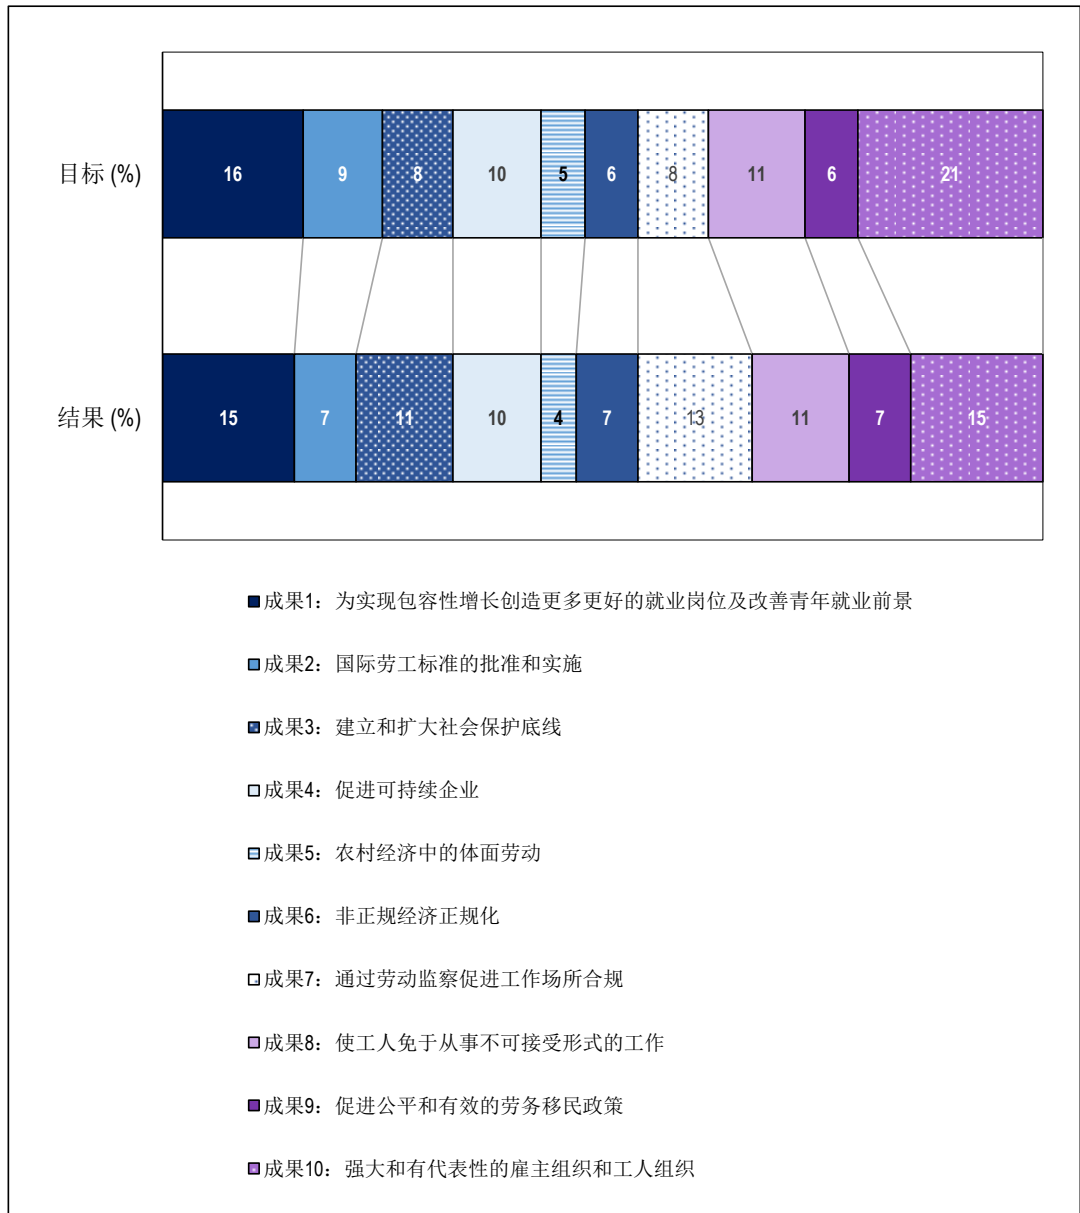 目标 (%)
16 9 8 10 5 6 8 11 6 21
结果 (%)
15 7 11 10 4 7 13 11 7 15
成果1：为实现包容性增长创造更多更好的就业岗位及改善青年就业前景
成果2：国际劳工标准的批准和实施
成果3：建立和扩大社会保护底线
成果4：促进可持续企业
成果5：农村经济中的体面劳动
成果6：非正规经济正规化
成果7：通过劳动监察促进工作场所合规
成果8：使工人免于从事不可接受形式的工作
成果9：促进公平和有效的劳务移民政策
成果10：强大和有代表性的雇主组织和工人组织